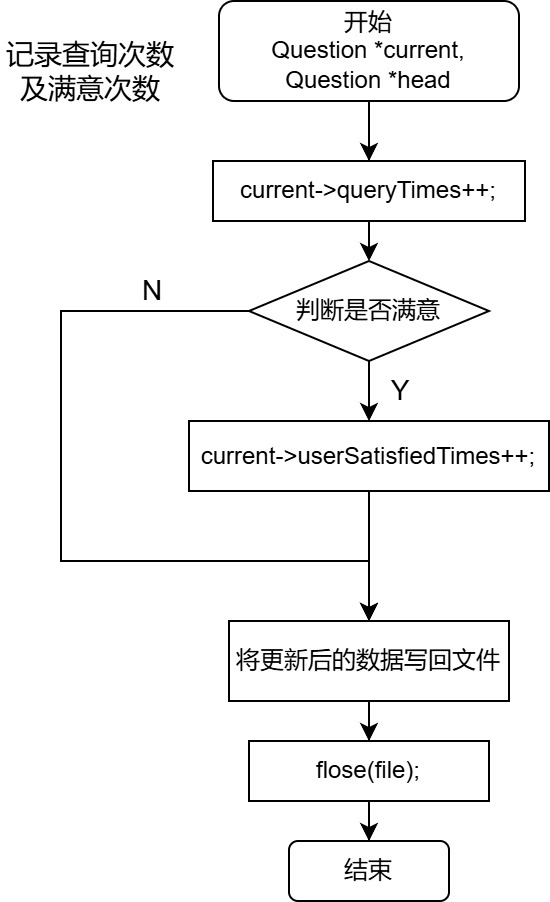 记录查询次数
及满意次数
开始
Question *current,
Question *head
current->queryTimes++;
判断是否满意
N
Y
current->userSatisfiedTimes++;
将更新后的数据写回文件
flose(file);
结束